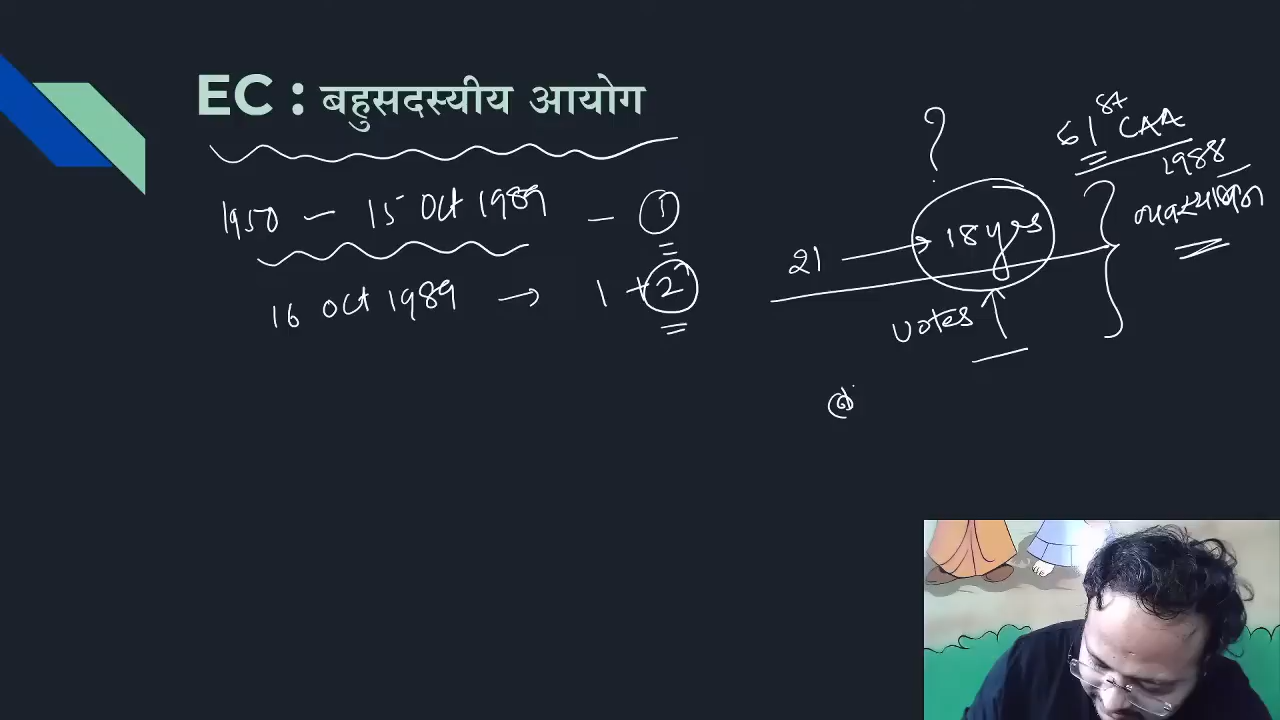 EC : बहुसदस्यीय आयोग
1950 - 15 Oct 1989 - 1
16 Oct 1989 → 1 + 2
?
21 → 18 yrs
votes ↑
61st CAA
1988